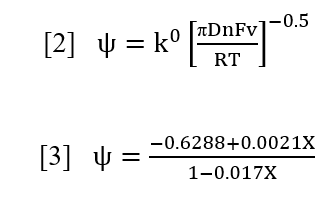 [2] ψ = k⁰ [πDnFv/RT]^−0.5
[3] ψ = −0.6288+0.0021X/1−0.017X